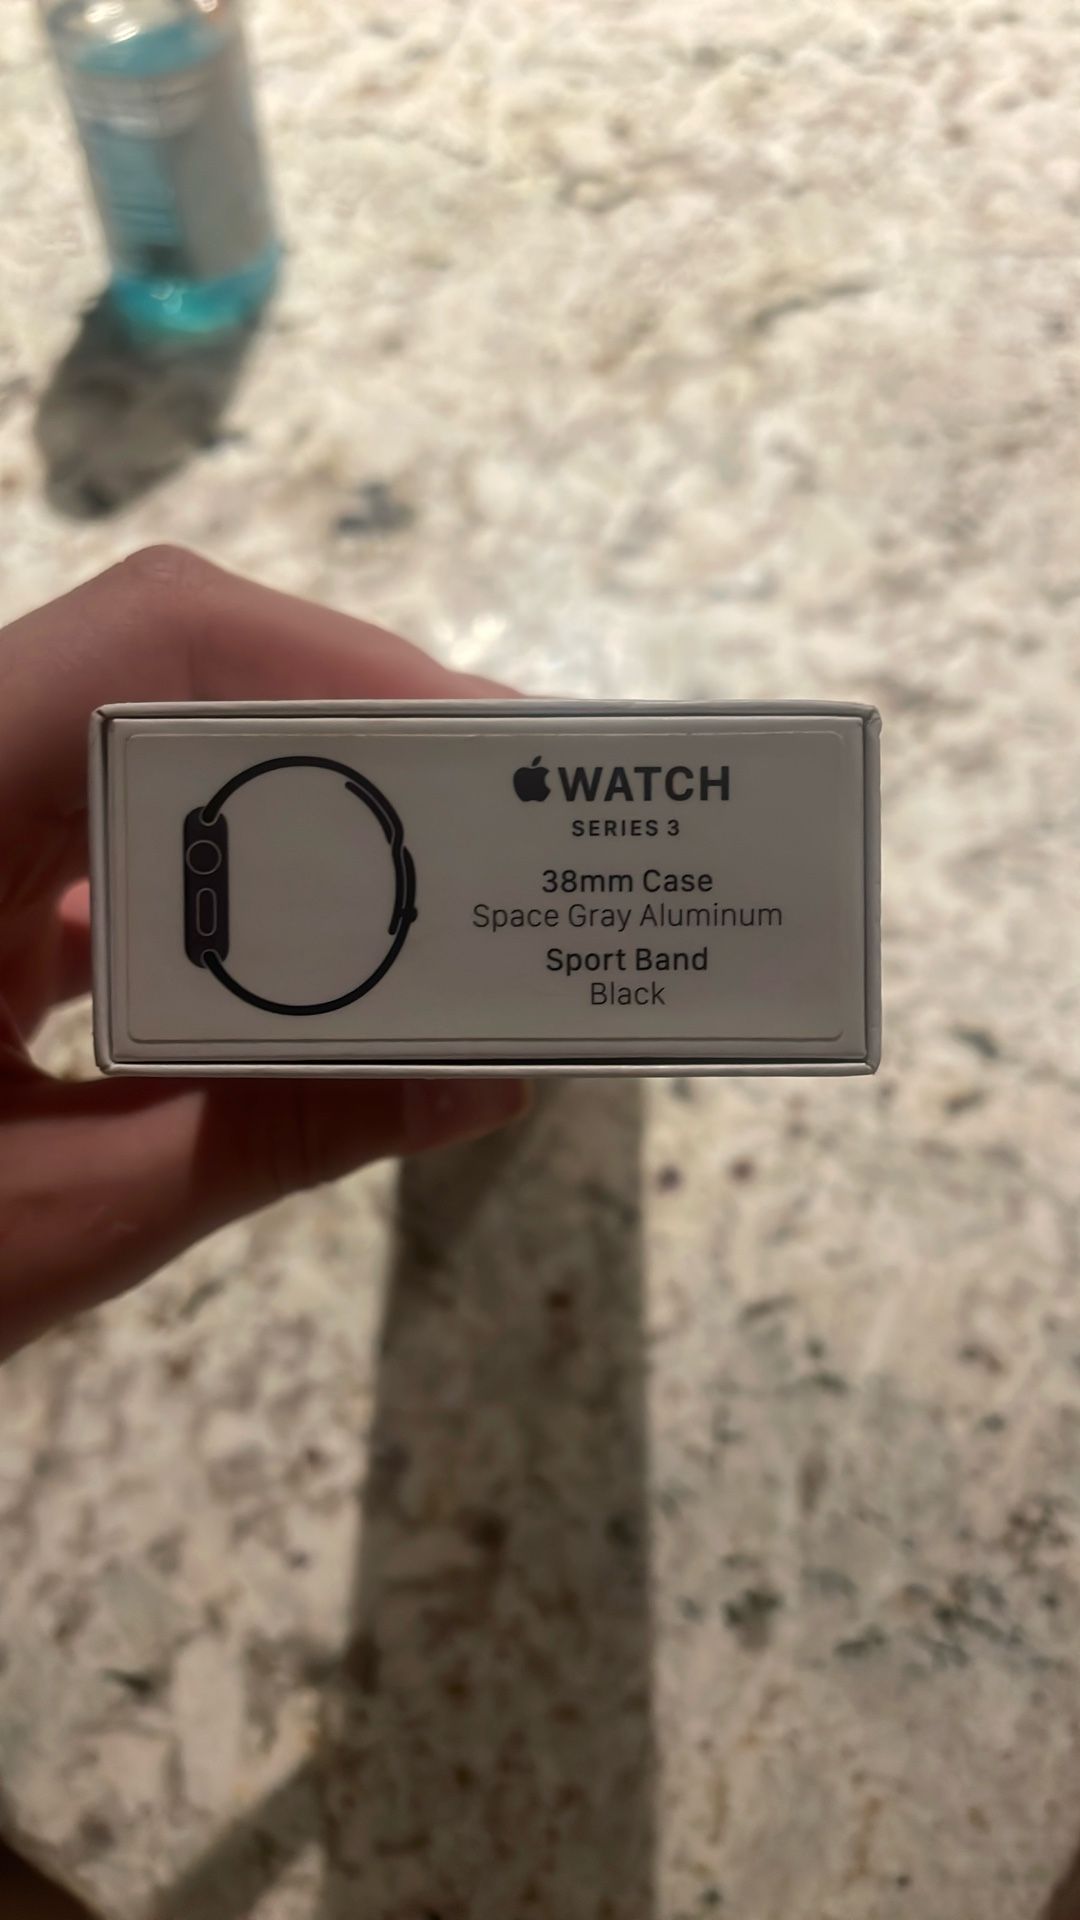 WATCH
SERIES 3
38mm Case
Space Gray Aluminum
Sport Band
Black